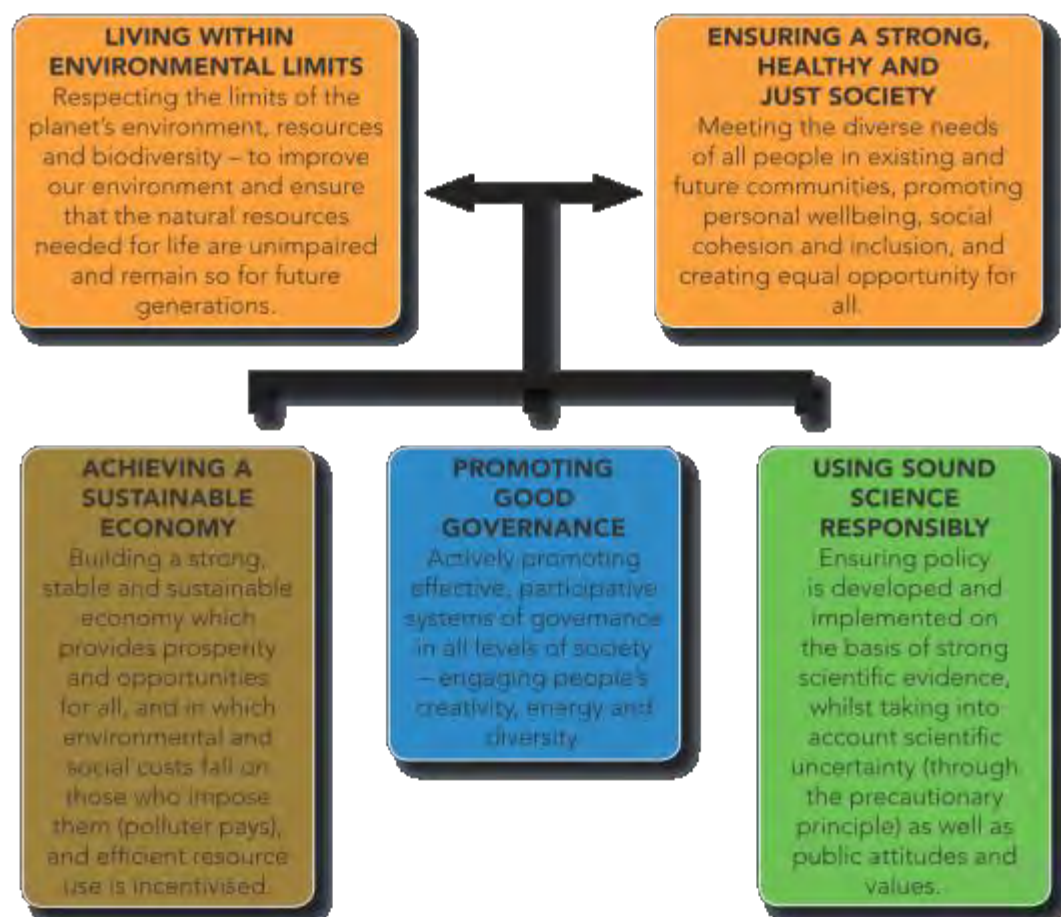 LIVING WITHIN
ENVIRONMENTAL LIMITS
Respecting the limits of the
planet's environment, resources
and biodiversity – to improve
our environment and ensure
that the natural resources
needed for life are unimpaired
and remain so for future
generations.
ENSURING A STRONG,
HEALTHY AND
JUST SOCIETY
Meeting the diverse needs
of all people in existing and
future communities, promoting
personal wellbeing, social
cohesion and inclusion, and
creating equal opportunity for
all.
ACHIEVING A
SUSTAINABLE
ECONOMY
Building a strong,
stable and sustainable
economy which
provides prosperity
and opportunities
for all, and in which
environmental and
social costs fall on
those who impose
them (polluter pays),
and efficient resource
use is incentivised.
PROMOTING
GOOD
GOVERNANCE
Actively promoting
effective, participative
systems of governance
in all levels of society
– engaging people's
creativity, energy and
diversity
USING SOUND
SCIENCE
RESPONSIBLY
Ensuring policy
is developed and
implemented on
the basis of strong
scientific evidence,
whilst taking into
account scientific
uncertainty (through
the precautionary
principle) as well as
public attitudes and
values.